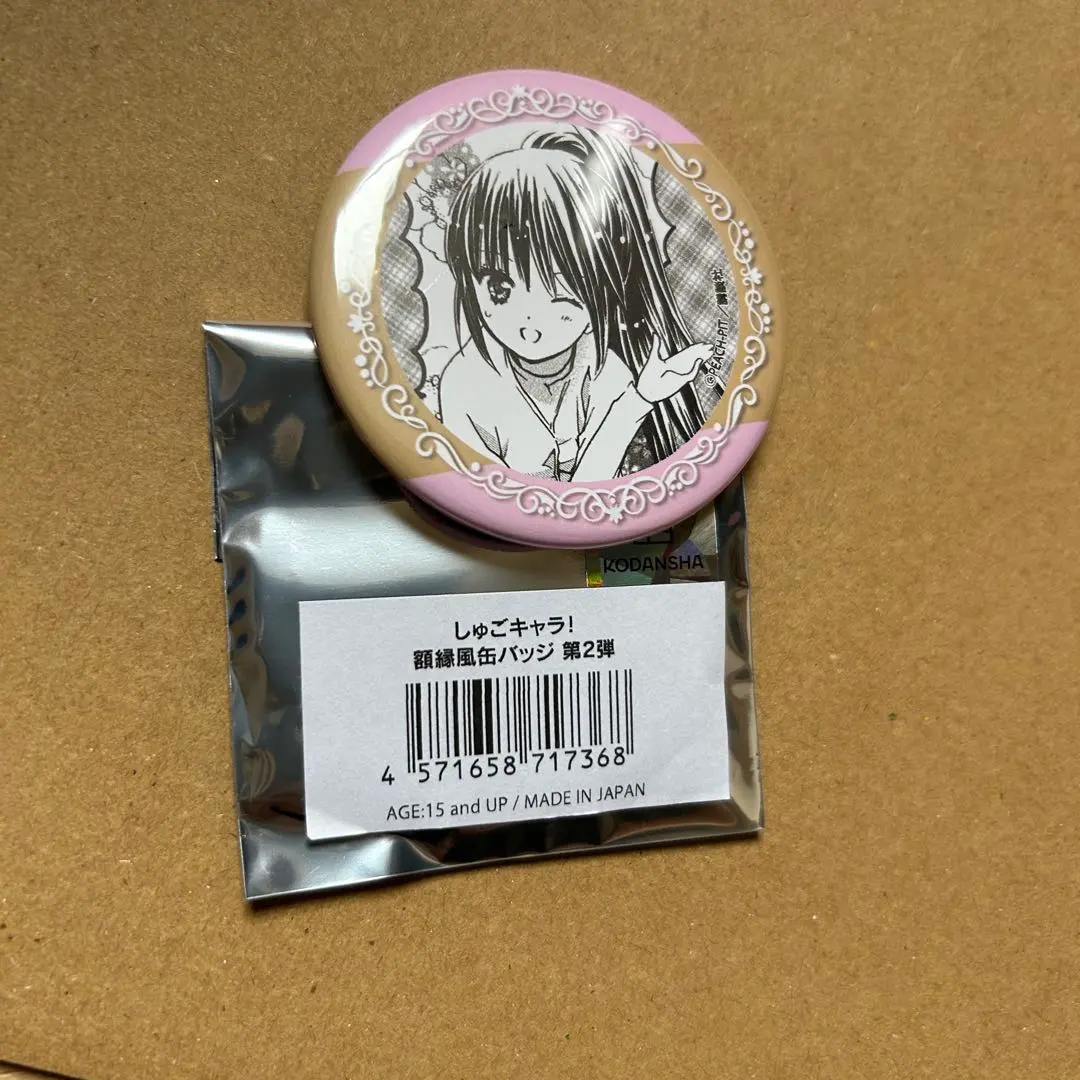 ©PEACH-PIT／講談社
KODANSHA
しゅごキャラ!
額縁風缶バッジ 第2弾
4 571658 717368
AGE:15 and UP / MADE IN JAPAN